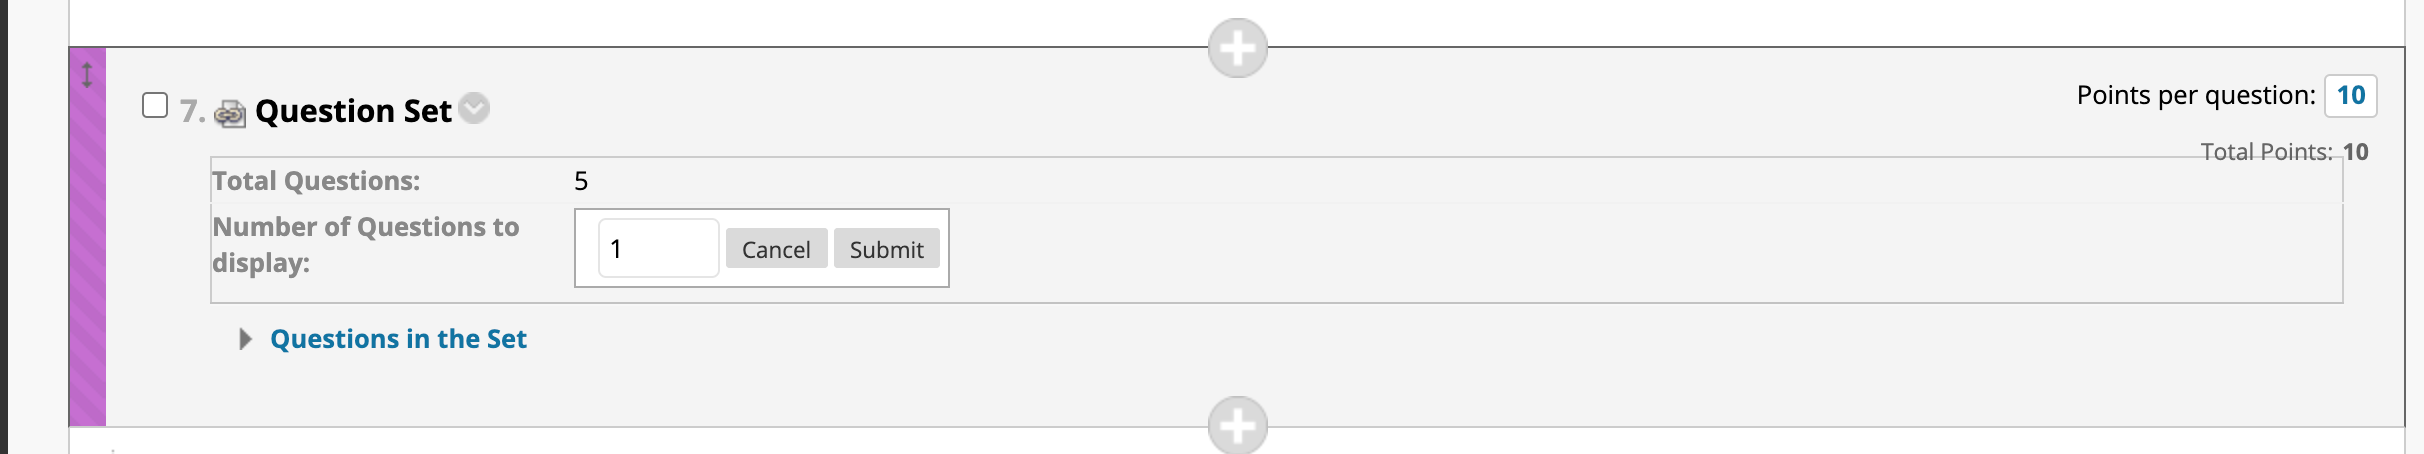 7. Question Set
Points per question: 10
Total Points: 10
Total Questions: 5
Number of Questions to
display:
1 Cancel Submit
Questions in the Set